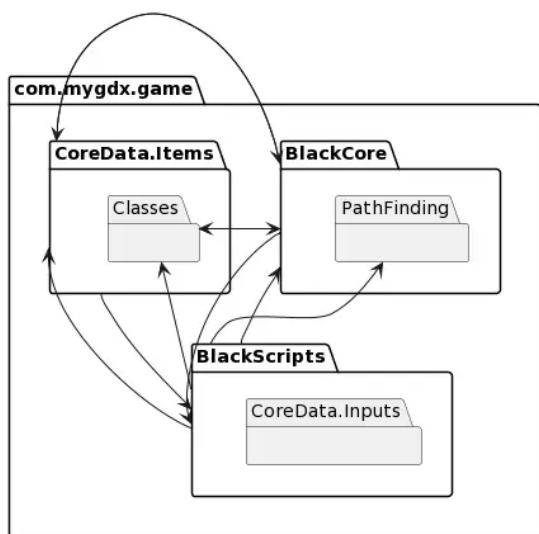 com.mygdx.game
CoreData.Items
BlackCore
Classes
PathFinding
BlackScripts
CoreData.Inputs